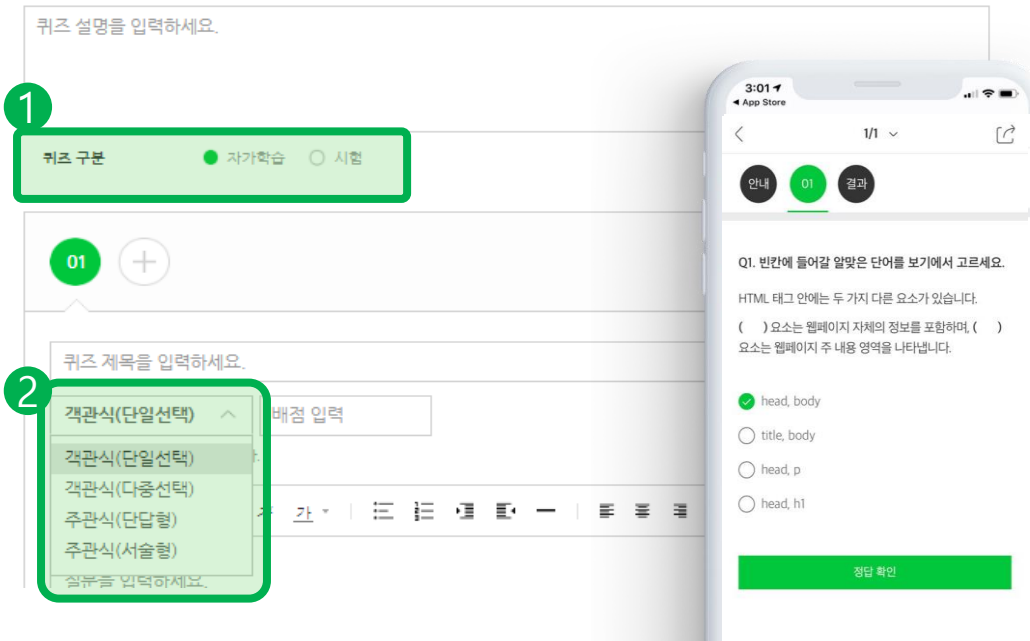 퀴즈 설명을 입력하세요.
1
퀴즈 구분 자가학습 시험
01
퀴즈 제목을 입력하세요.
2
객관식(단일선택) 배점 입력
객관식(단일선택)
객관식(다중선택)
주관식(단답형)
가
주관식(서술형)
질문을 입력하세요.
3:01
App Store
1/1
안내 01 결과
Q1. 빈칸에 들어갈 알맞은 단어를 보기에서 고르세요.
HTML 태그 안에는 두 가지 다른 요소가 있습니다.
( ) 요소는 웹페이지 자체의 정보를 포함하며, ( )
요소는 웹페이지 주 내용 영역을 나타냅니다.
head, body
title, body
head, p
head, h1
정답 확인